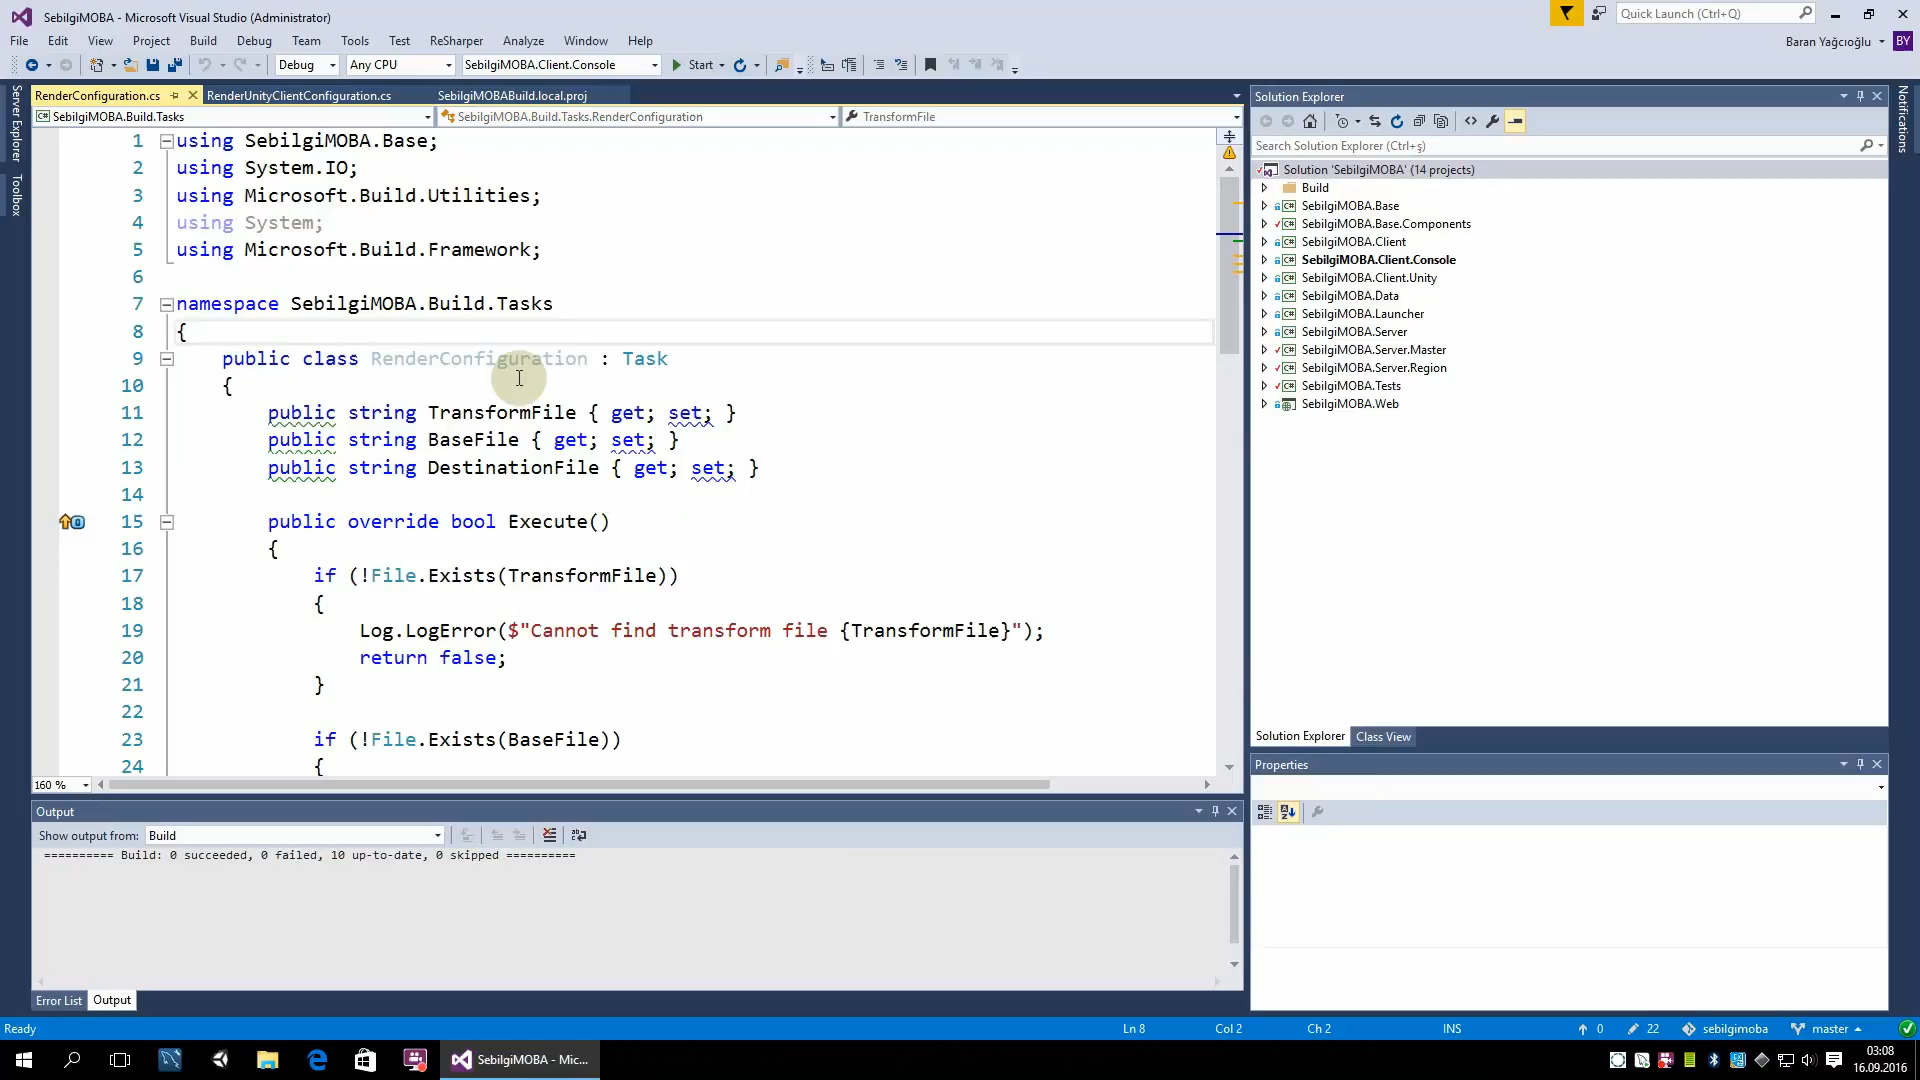 SebilgiMOBA - Microsoft Visual Studio (Administrator)
Quick Launch (Ctrl+Q)
File Edit View Project Build Debug Team Tools Test ReSharper Analyze Window Help
Baran Yağcıoğlu BY
Debug Any CPU SebilgiMOBA.Client.Console Start
Server Explorer
Toolbox
Notifications
RenderConfiguration.cs RenderUnityClientConfiguration.cs SebilgiMOBABuild.local.proj
SebilgiMOBA.Build.Tasks SebilgiMOBA.Build.Tasks.RenderConfiguration TransformFile
1 using SebilgiMOBA.Base;
2 using System.IO;
3 using Microsoft.Build.Utilities;
4 using System;
5 using Microsoft.Build.Framework;
6
7 namespace SebilgiMOBA.Build.Tasks
8 {
9 public class RenderConfiguration : Task
10 {
11 public string TransformFile { get; set; }
12 public string BaseFile { get; set; }
13 public string DestinationFile { get; set; }
14
15 public override bool Execute()
16 {
17 if (!File.Exists(TransformFile))
18 {
19 Log.LogError($"Cannot find transform file {TransformFile}");
20 return false;
21 }
22
23 if (!File.Exists(BaseFile))
24 {
160 %
Solution Explorer
Search Solution Explorer (Ctrl+ş)
Solution 'SebilgiMOBA' (14 projects)
Build
SebilgiMOBA.Base
SebilgiMOBA.Base.Components
SebilgiMOBA.Client
SebilgiMOBA.Client.Console
SebilgiMOBA.Client.Unity
SebilgiMOBA.Data
SebilgiMOBA.Launcher
SebilgiMOBA.Server
SebilgiMOBA.Server.Master
SebilgiMOBA.Server.Region
SebilgiMOBA.Tests
SebilgiMOBA.Web
Solution Explorer Class View
Properties
Output
Show output from: Build
========== Build: 0 succeeded, 0 failed, 10 up-to-date, 0 skipped ==========
Error List Output
Ready Ln 8 Col 2 Ch 2 INS 0 22 sebilgimoba master
SebilgiMOBA - Mic...
03:08
16.09.2016